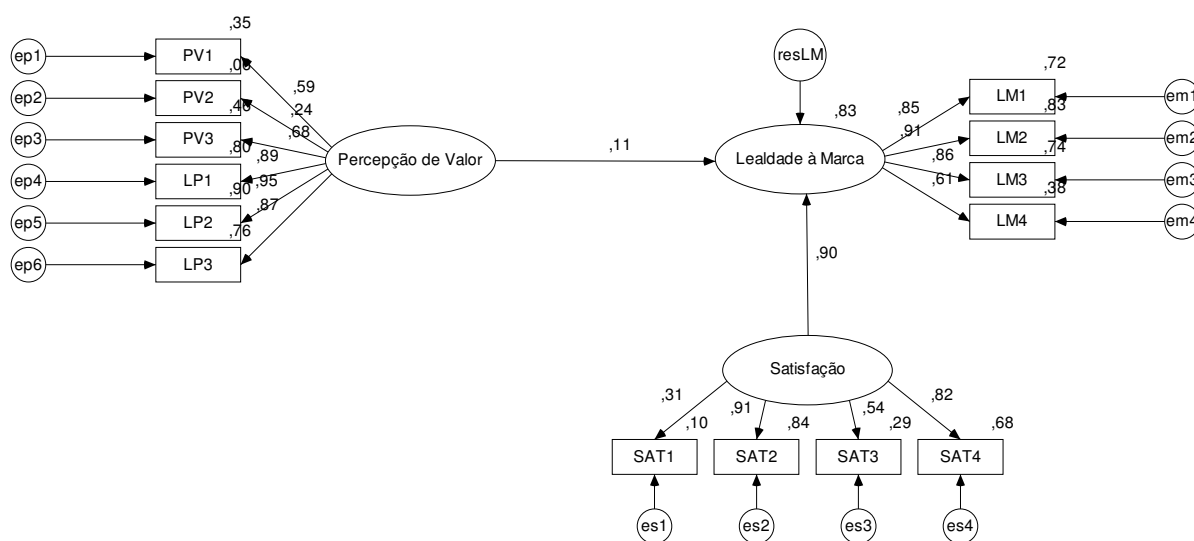 ,35
ep1
PV1
,06
ep2
PV2
,46
ep3
PV3
,80
ep4
LP1
,90
ep5
LP2
,76
ep6
LP3
,59
,24
,68
,89
,95
,87
Percepção de Valor
,11
resLM
,83
Lealdade à Marca
,85
,91
,86
,61
,72
LM1
em1
,83
LM2
em2
,74
LM3
em3
,38
LM4
em4
,90
Satisfação
,31
,91
,54
,82
,10
,84
,29
,68
SAT1
SAT2
SAT3
SAT4
es1
es2
es3
es4